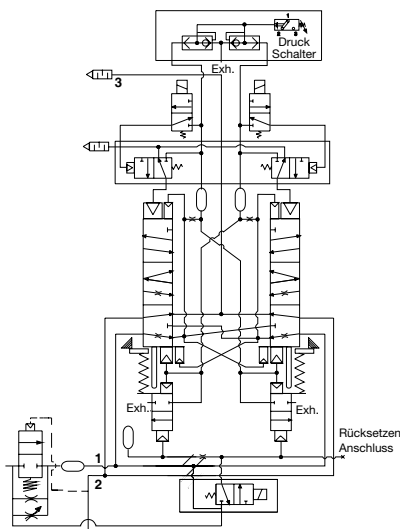 Druck
Schalter
Exh.
3
Exh.
Exh.
Rücksetzen
Anschluss
1
2